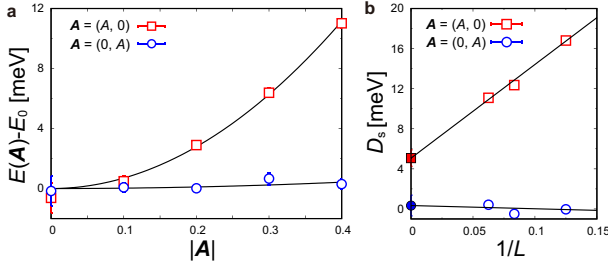 a
A = (A, 0)
A = (0, A)
E(A)-E₀ [meV]
12
8
4
0
0
0.1
0.2
0.3
0.4
|A|
b
A = (A, 0)
A = (0, A)
Dₛ [meV]
20
16
12
8
4
0
0
0.05
0.1
0.15
1/L